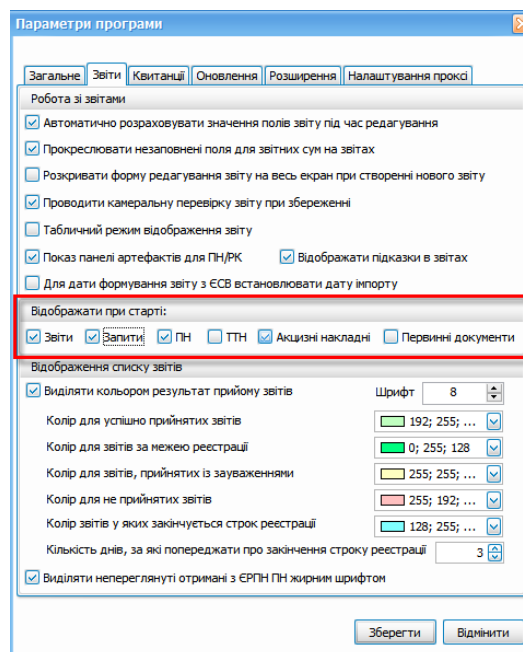 Параметри програми
Загальне Звіти Квитанції Оновлення Розширення Налаштування проксі
Робота зі звітами
Автоматично розраховувати значення полів звіту під час редагування
Прокреслювати незаповнені поля для звітних сум на звітах
Розкривати форму редагування звіту на весь екран при створенні нового звіту
Проводити камеральну перевірку звіту при збереженні
Табличний режим відображення звіту
Показ панелі артефактів для ПН/РК Відображати підказки в звітах
Для дати формування звіту з ЄСВ встановлювати дату імпорту
Відображати при старті:
Звіти Запити ПН ТТН Акцизні накладні Первинні документи
Відображення списку звітів
Виділяти кольором результат прийому звітів Шрифт 8
Колір для успішно прийнятих звітів 192; 255; ...
Колір для звітів за межею реєстрації 0; 255; 128
Колір для звітів, прийнятих із зауваженнями 255; 255; ...
Колір для не прийнятих звітів 255; 192; ...
Колір звітів у яких закінчується строк реєстрації 128; 255; ...
Кількість днів, за які попереджати про закінчення строку реєстрації 3
Виділяти непереглянуті отримані з ЄРПН ПН жирним шрифтом
Зберегти Відмінити